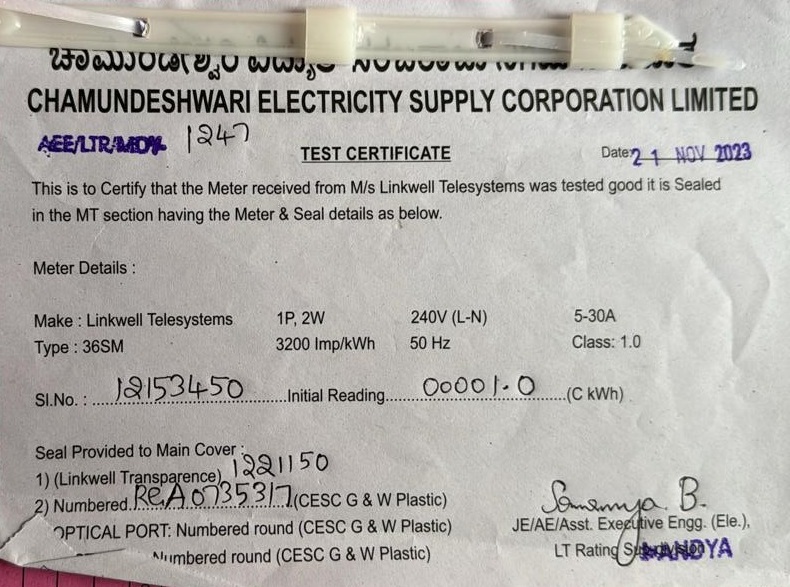 CHAMUNDESHWARI ELECTRICITY SUPPLY CORPORATION LIMITED
AEE/LTR/MDY. 1247
TEST CERTIFICATE
Date: 21 NOV 2023
This is to Certify that the Meter received from M/s Linkwell Telesystems was tested good it is Sealed
in the MT section having the Meter & Seal details as below.
Meter Details :
Make : Linkwell Telesystems 1P, 2W 240V (L-N) 5-30A
Type : 36SM 3200 Imp/kWh 50 Hz Class: 1.0
Sl.No. : 12153450 Initial Reading 00001.0 (C kWh)
Seal Provided to Main Cover :
1) (Linkwell Transparence) 1221150
2) Numbered ReA0735317 (CESC G & W Plastic)
OPTICAL PORT: Numbered round (CESC G & W Plastic)
Numbered round (CESC G & W Plastic)
B.
JE/AE/Asst. Executive Engg. (Ele.),
LT Rating MANDYA